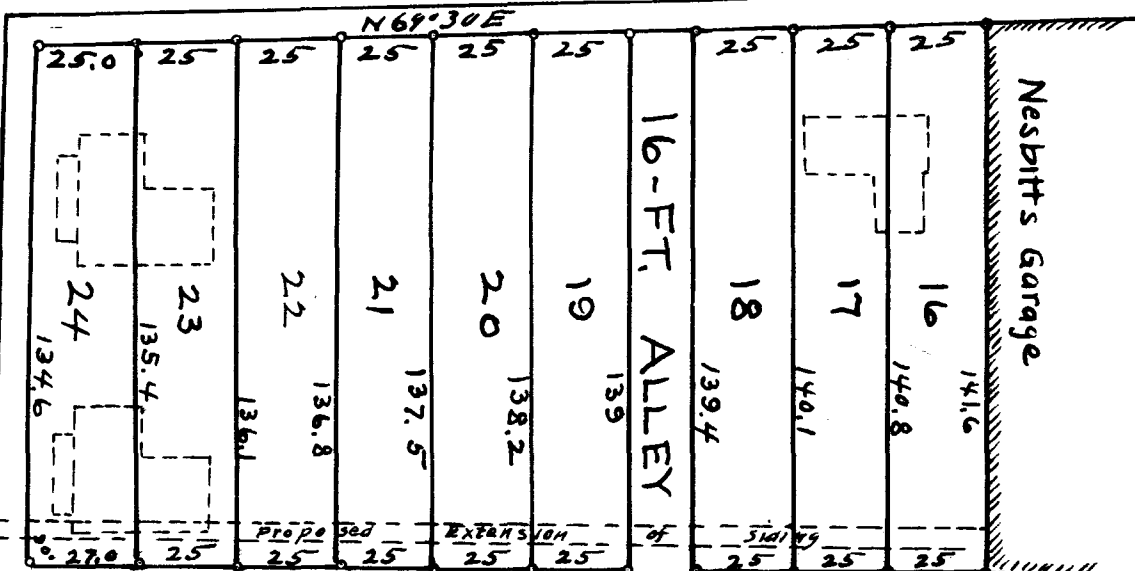 N 69°30 E
25.0 25 25 25 25 25 25 25 25
Nesbitts Garage
16-FT. ALLEY
24 23 22 21 20 19 18 17 16
134.6 135.4 136.1 136.8 137.5 138.2 139 139.4 140.1 140.8 141.6
Proposed Extension of Siding
27.0 25 25 25 25 25 25 25 25